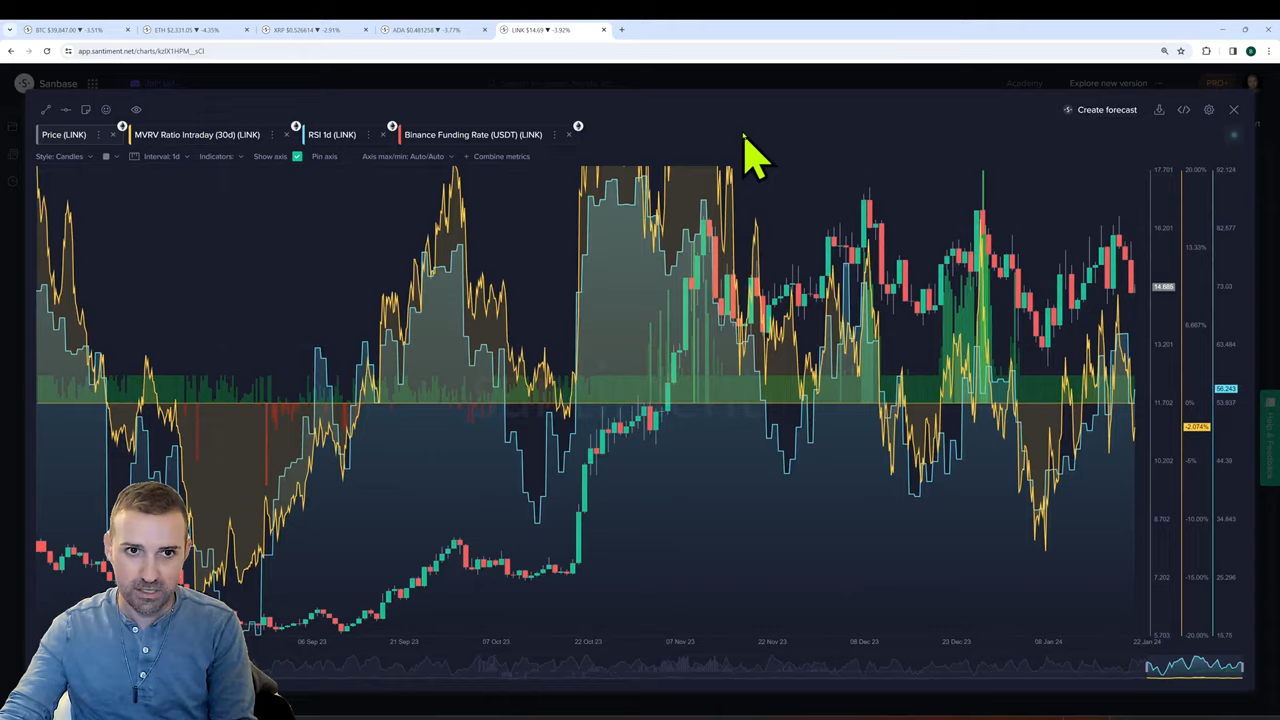 BTC $39,847.00 ▼ -3.51%
ETH $2,331.05 ▼ -4.35%
XRP $0.526614 ▼ -2.91%
ADA $0.481258 ▼ -3.77%
LINK $14.69 ▼ -3.92%
Sanbase
Academy
Explore new version
PRO+
Create forecast
Price (LINK)
MVRV Ratio Intraday (30d) (LINK)
RSI 1d (LINK)
Binance Funding Rate (USDT) (LINK)
Style: Candles
Interval: 1d
Indicators:
Show axis
Pin axis
Axis max/min: Auto/Auto
+ Combine metrics
17.701 20.00% 92.124
16.201 13.33% 82.577
14.685 73.03
13.201 6.667% 63.484
56.243
11.702 0% 53.937
-2.074%
10.202 -5% 44.39
8.702 -10.00% 34.843
7.202 -15.00% 25.296
5.703 -20.00% 15.75
06 Sep 23
21 Sep 23
07 Oct 23
22 Oct 23
07 Nov 23
22 Nov 23
08 Dec 23
23 Dec 23
08 Jan 24
22 Jan 24
Help & Feedback